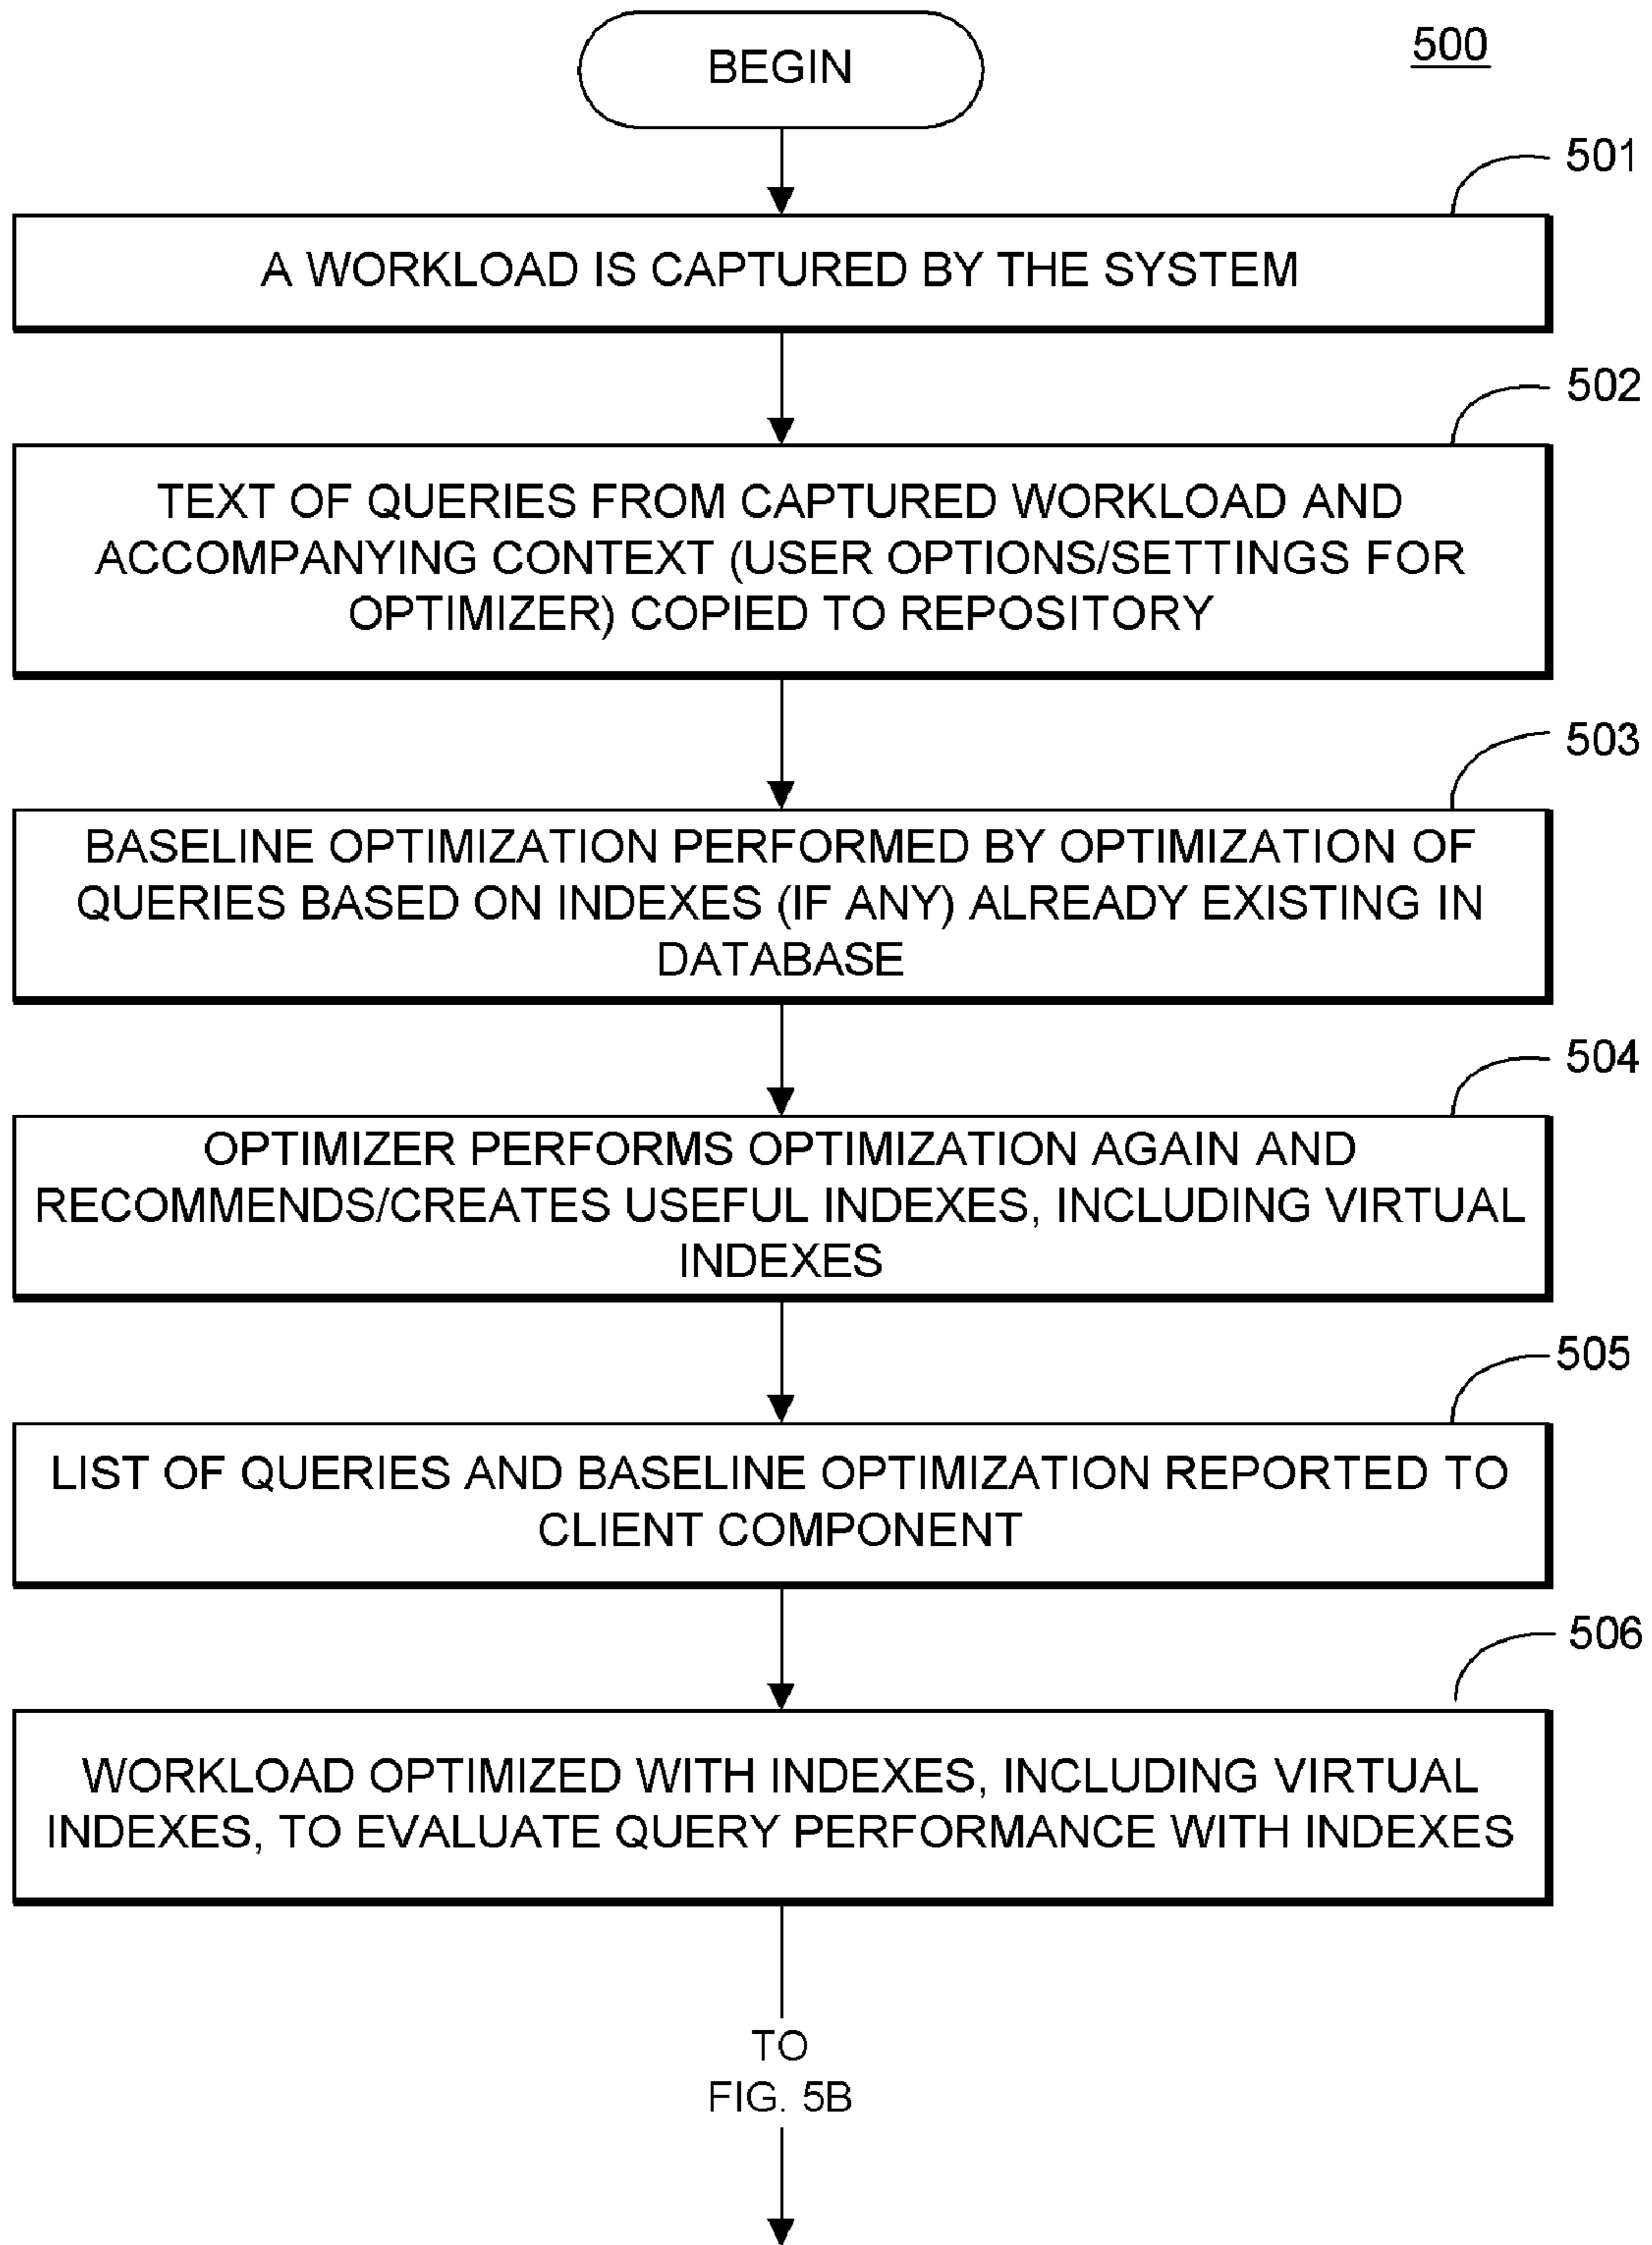 BEGIN
500
501
A WORKLOAD IS CAPTURED BY THE SYSTEM
502
TEXT OF QUERIES FROM CAPTURED WORKLOAD AND
ACCOMPANYING CONTEXT (USER OPTIONS/SETTINGS FOR
OPTIMIZER) COPIED TO REPOSITORY
503
BASELINE OPTIMIZATION PERFORMED BY OPTIMIZATION OF
QUERIES BASED ON INDEXES (IF ANY) ALREADY EXISTING IN
DATABASE
504
OPTIMIZER PERFORMS OPTIMIZATION AGAIN AND
RECOMMENDS/CREATES USEFUL INDEXES, INCLUDING VIRTUAL
INDEXES
505
LIST OF QUERIES AND BASELINE OPTIMIZATION REPORTED TO
CLIENT COMPONENT
506
WORKLOAD OPTIMIZED WITH INDEXES, INCLUDING VIRTUAL
INDEXES, TO EVALUATE QUERY PERFORMANCE WITH INDEXES
TO
FIG. 5B